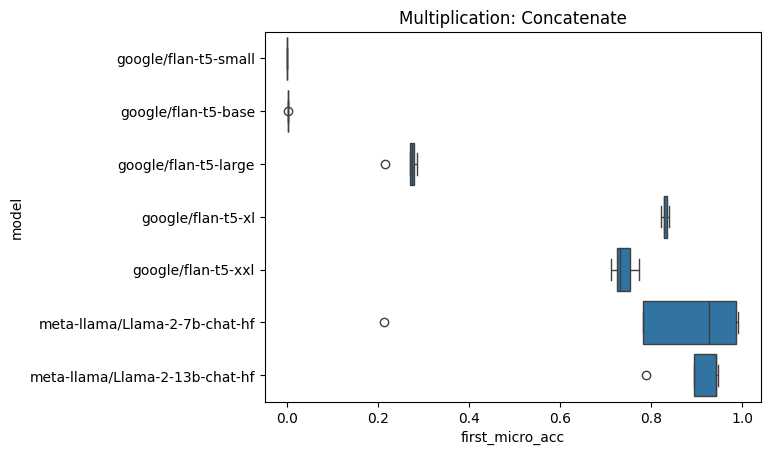 Multiplication: Concatenate
model
google/flan-t5-small
google/flan-t5-base
google/flan-t5-large
google/flan-t5-xl
google/flan-t5-xxl
meta-llama/Llama-2-7b-chat-hf
meta-llama/Llama-2-13b-chat-hf
0.0 0.2 0.4 0.6 0.8 1.0
first_micro_acc